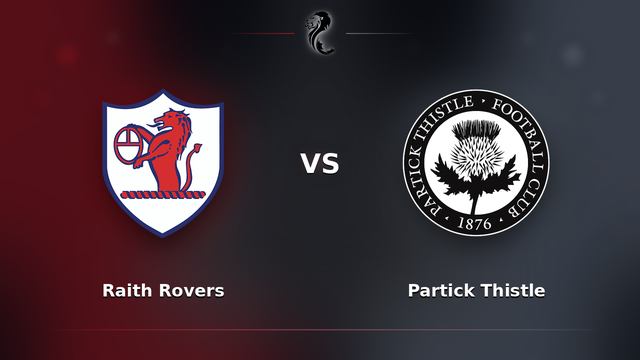 VS
PARTICK THISTLE • FOOTBALL CLUB
1876
Raith Rovers
Partick Thistle